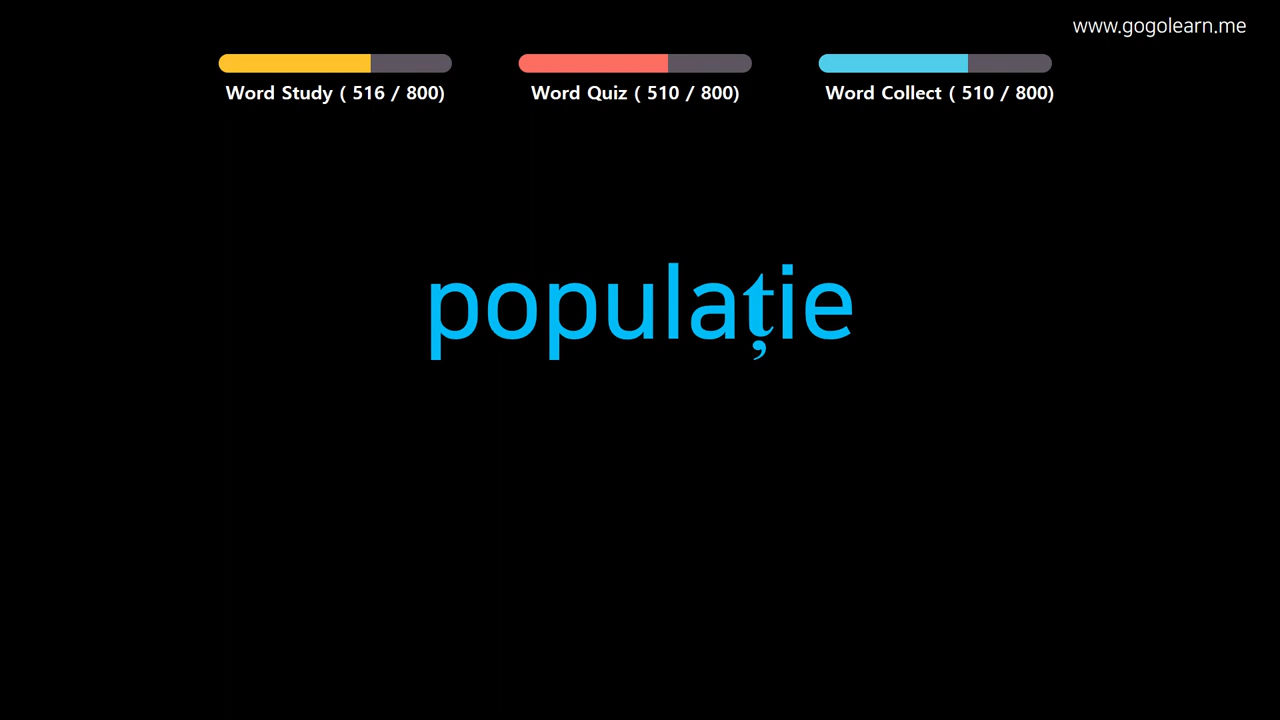 www.gogolearn.me
Word Study ( 516 / 800)
Word Quiz ( 510 / 800)
Word Collect ( 510 / 800)
populație